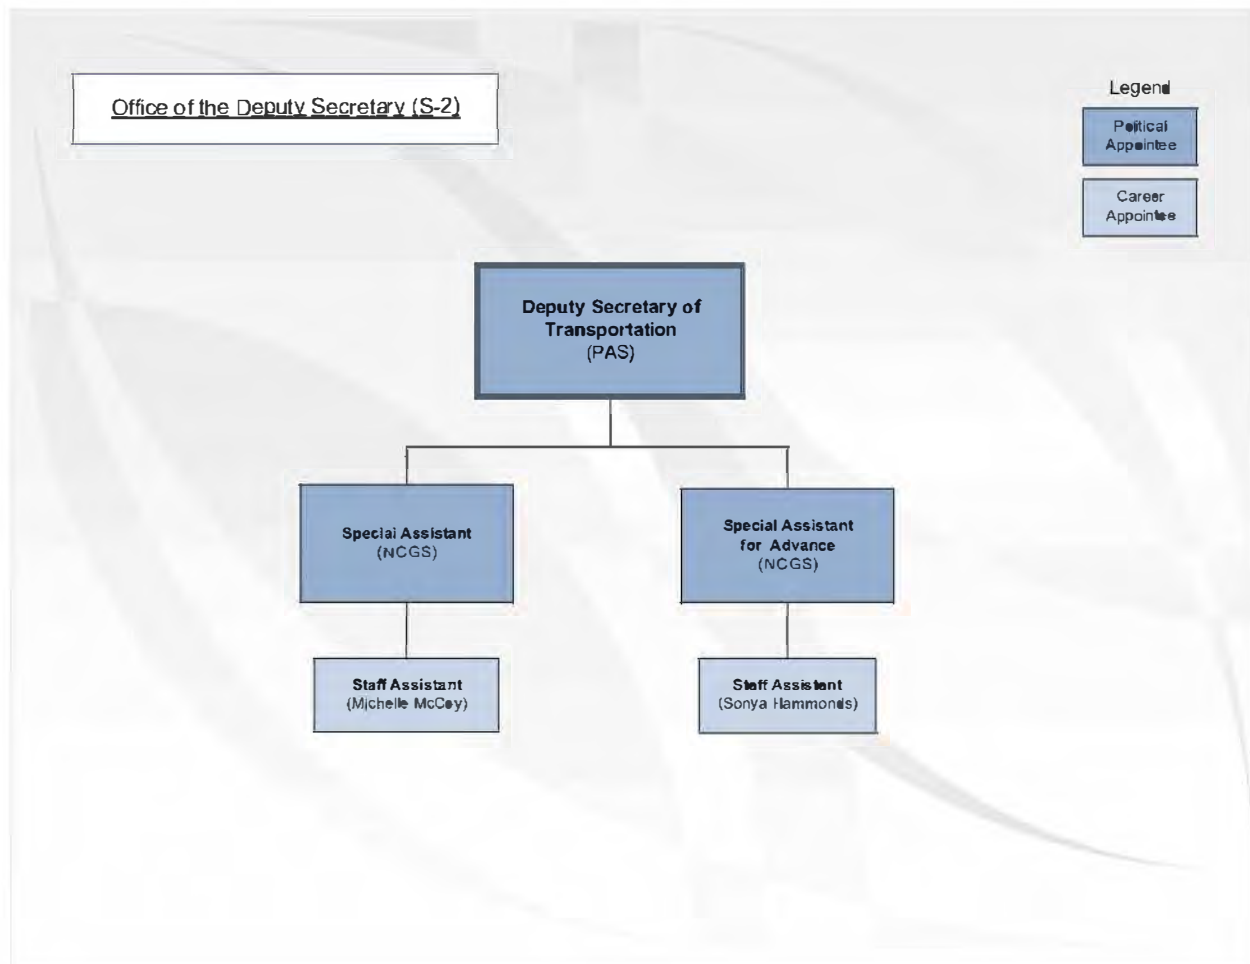 Office of the Deputy Secretary (S-2)
Legend
Political
Appointee
Career
Appointee
Deputy Secretary of
Transportation
(PAS)
Special Assistant
(NCGS)
Special Assistant
for Advance
(NCGS)
Staff Assistant
(Michelle McCoy)
Staff Assistant
(Sonya Hammonds)